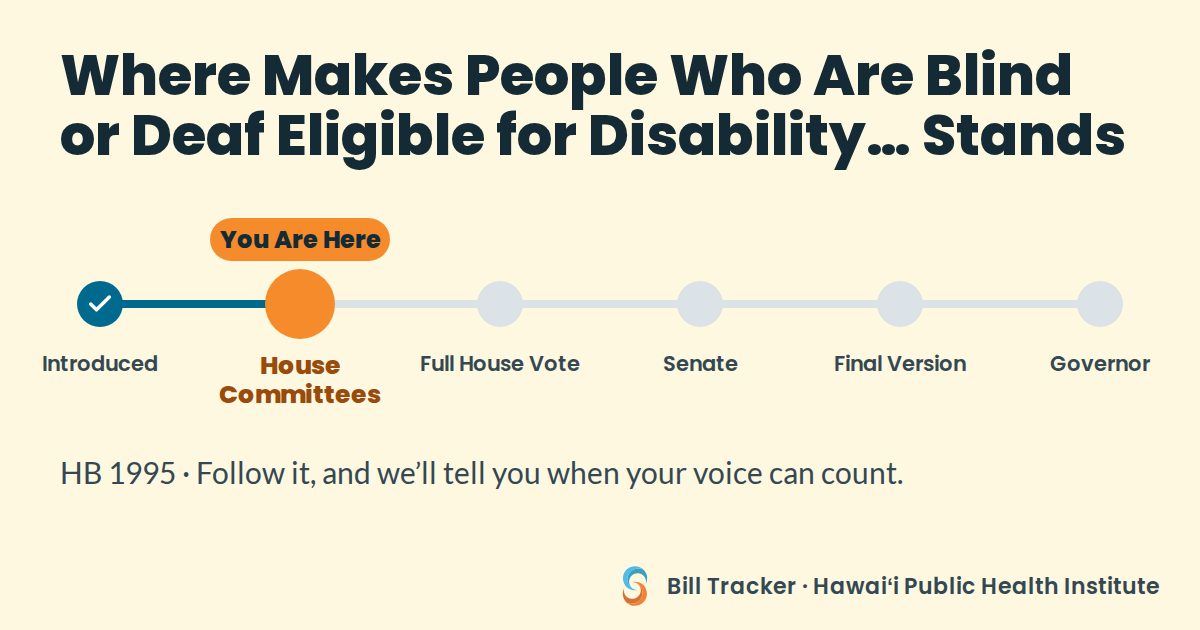 Where Makes People Who Are Blind
or Deaf Eligible for Disability… Stands
You Are Here
Introduced
House
Committees
Full House Vote
Senate
Final Version
Governor
HB 1995 · Follow it, and we’ll tell you when your voice can count.
Bill Tracker · Hawaiʻi Public Health Institute